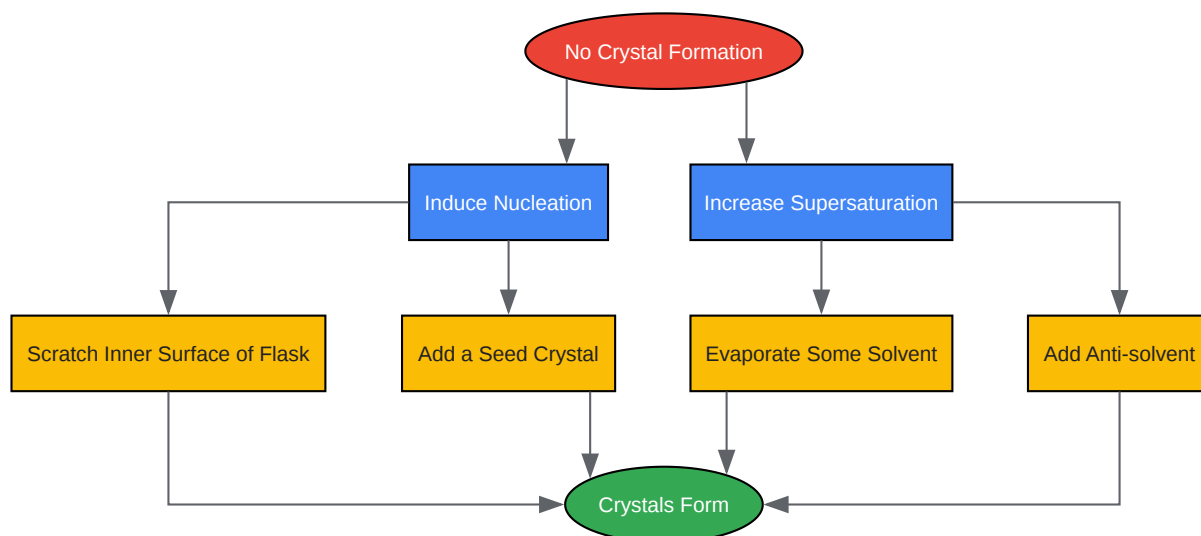 No Crystal Formation
Induce Nucleation
Increase Supersaturation
Scratch Inner Surface of Flask
Add a Seed Crystal
Evaporate Some Solvent
Add Anti-solvent
Crystals Form